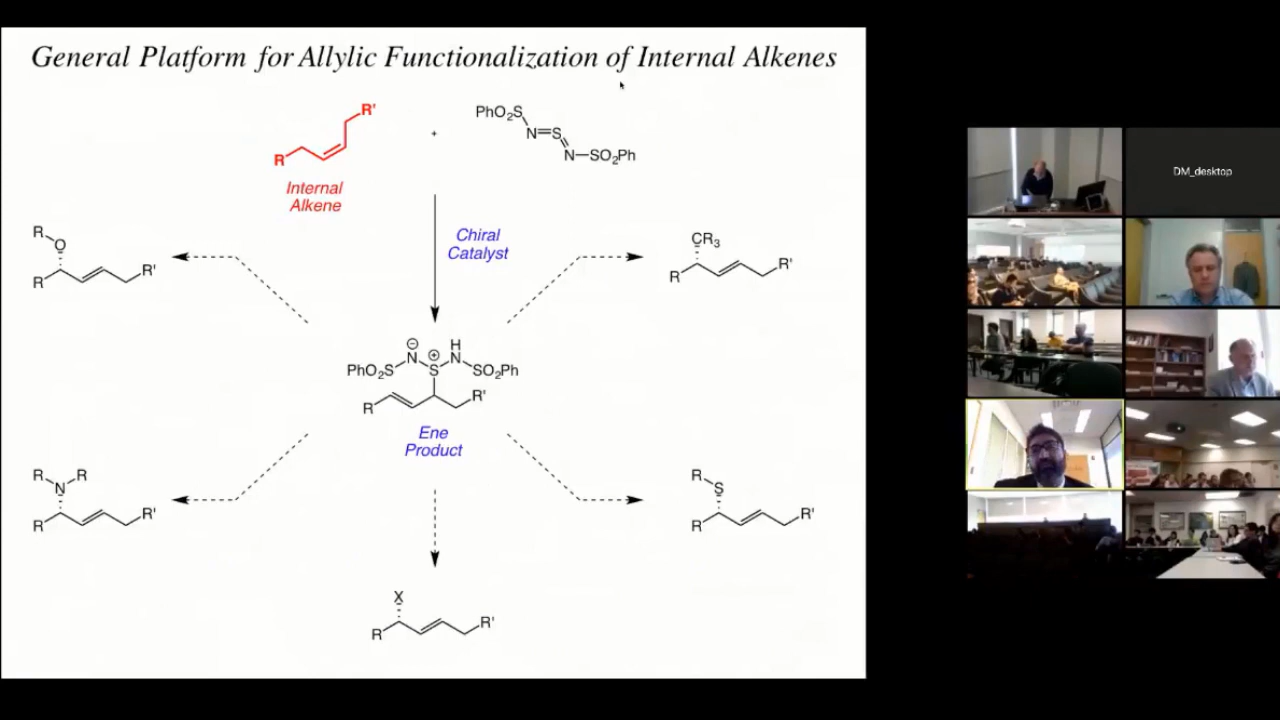 General Platform for Allylic Functionalization of Internal Alkenes
R'
R
+
PhO₂S
N=S
N—SO₂Ph
Internal
Alkene
Chiral
Catalyst
R
O
R
R'
CR₃
R
R'
⊖
⊕
H
N
N
PhO₂S
S
SO₂Ph
R
R'
Ene
Product
R
R
N
R
R'
R
S
R
R'
X
R
R'
DM_desktop